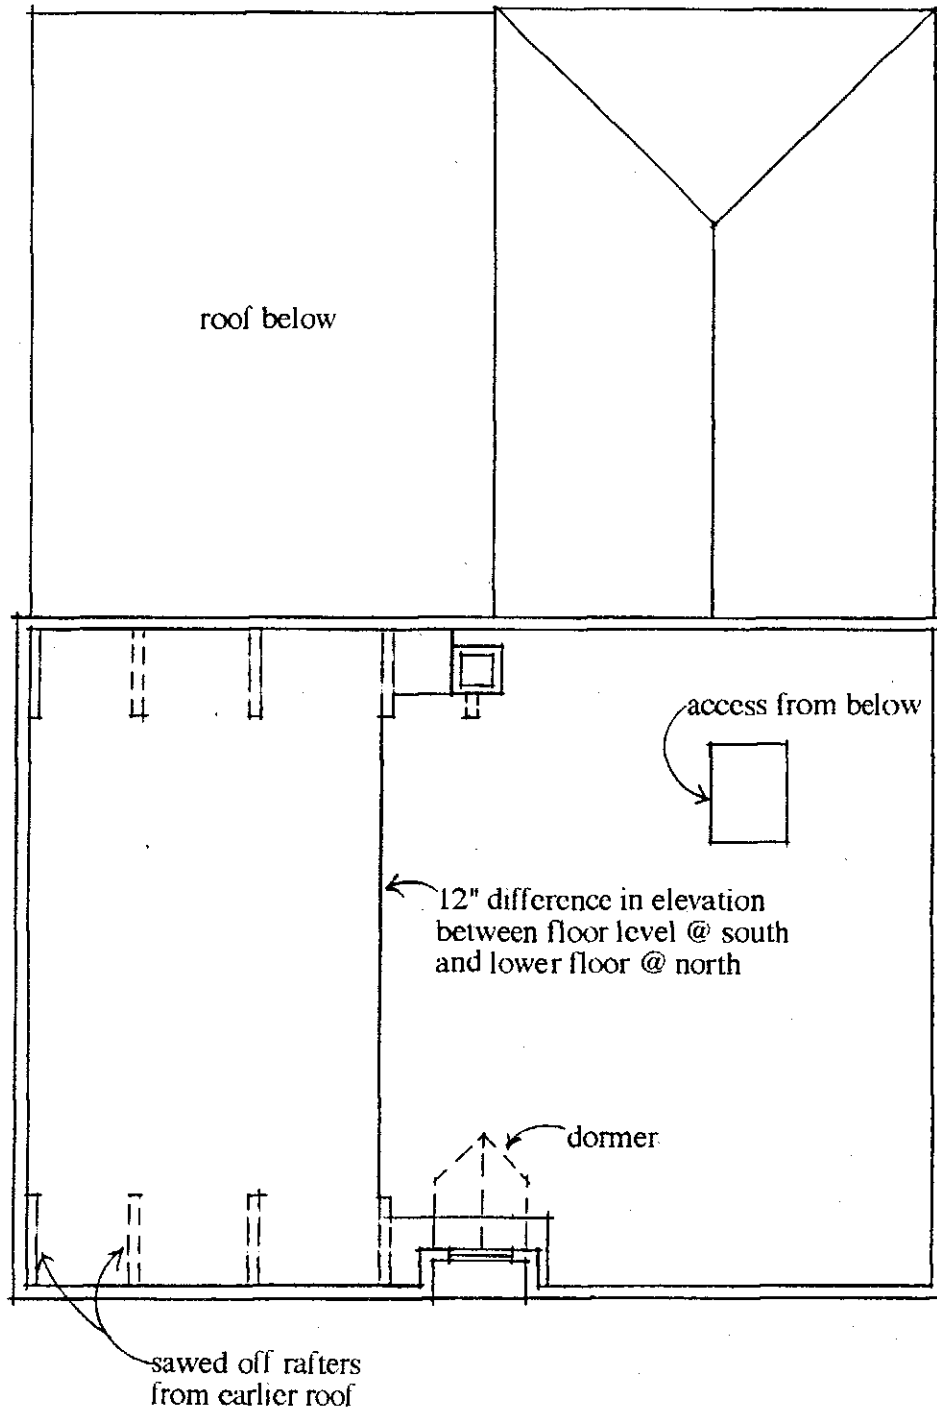 roof below
access from below
12" difference in elevation
between floor level @ south
and lower floor @ north
dormer
sawed off rafters
from earlier roof